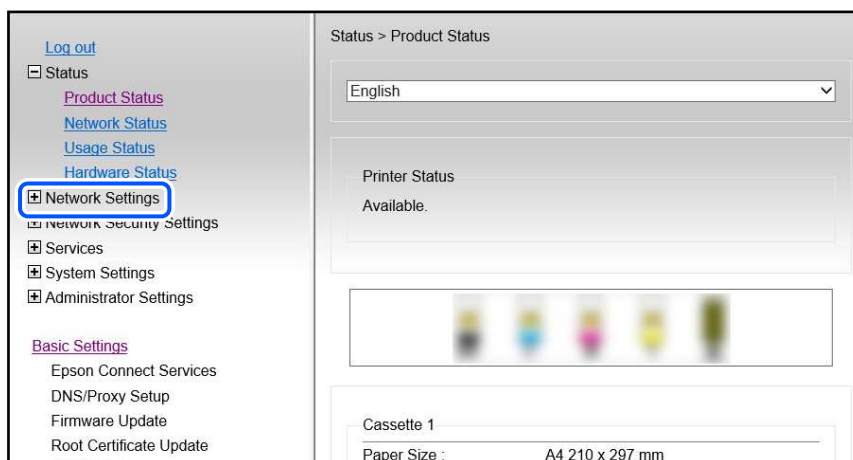 Log out
Status
Product Status
Network Status
Usage Status
Hardware Status
Network Settings
Network Security Settings
Services
System Settings
Administrator Settings
Basic Settings
Epson Connect Services
DNS/Proxy Setup
Firmware Update
Root Certificate Update
Status > Product Status
English
Printer Status
Available.
Cassette 1
Paper Size : A4 210 x 297 mm